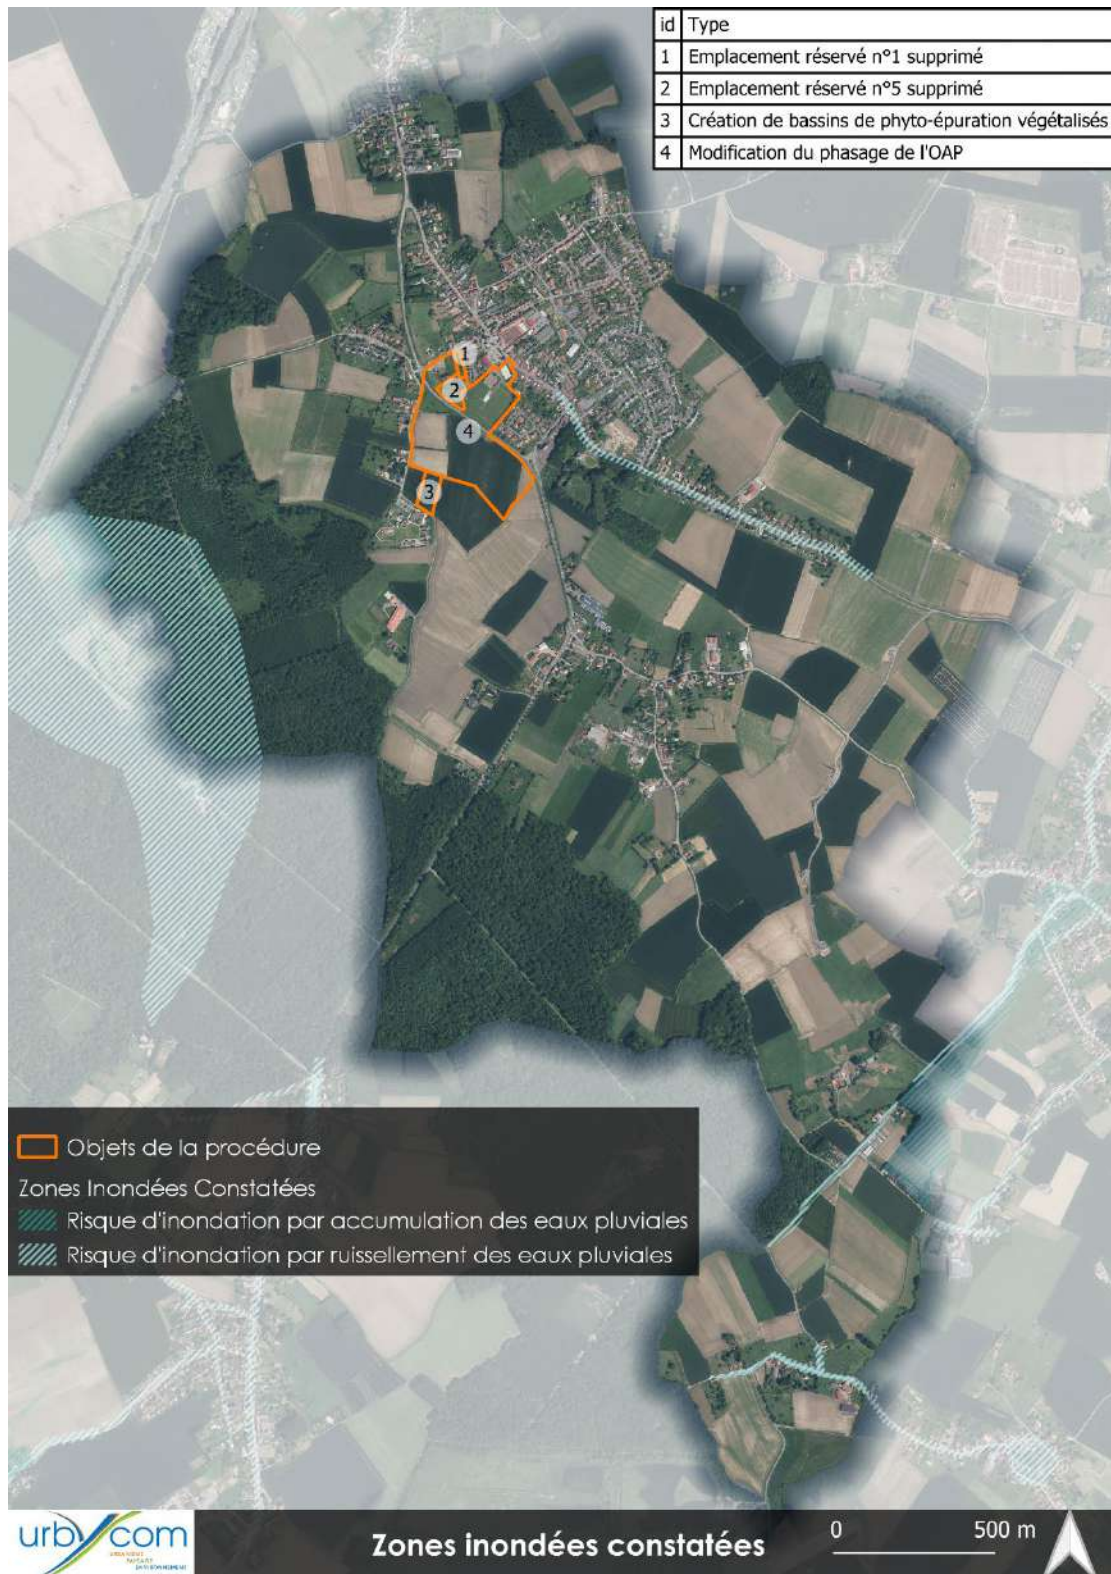 id Type
1 Emplacement réservé n°1 supprimé
2 Emplacement réservé n°5 supprimé
3 Création de bassins de phyto-épuration végétalisés
4 Modification du phasage de l'OAP
1
2
4
3
Objets de la procédure
Zones Inondées Constatées
Risque d'inondation par accumulation des eaux pluviales
Risque d'inondation par ruissellement des eaux pluviales
urbycom
URBANISME
PAYSAGE
ENVIRONNEMENT
Zones inondées constatées
0 500 m